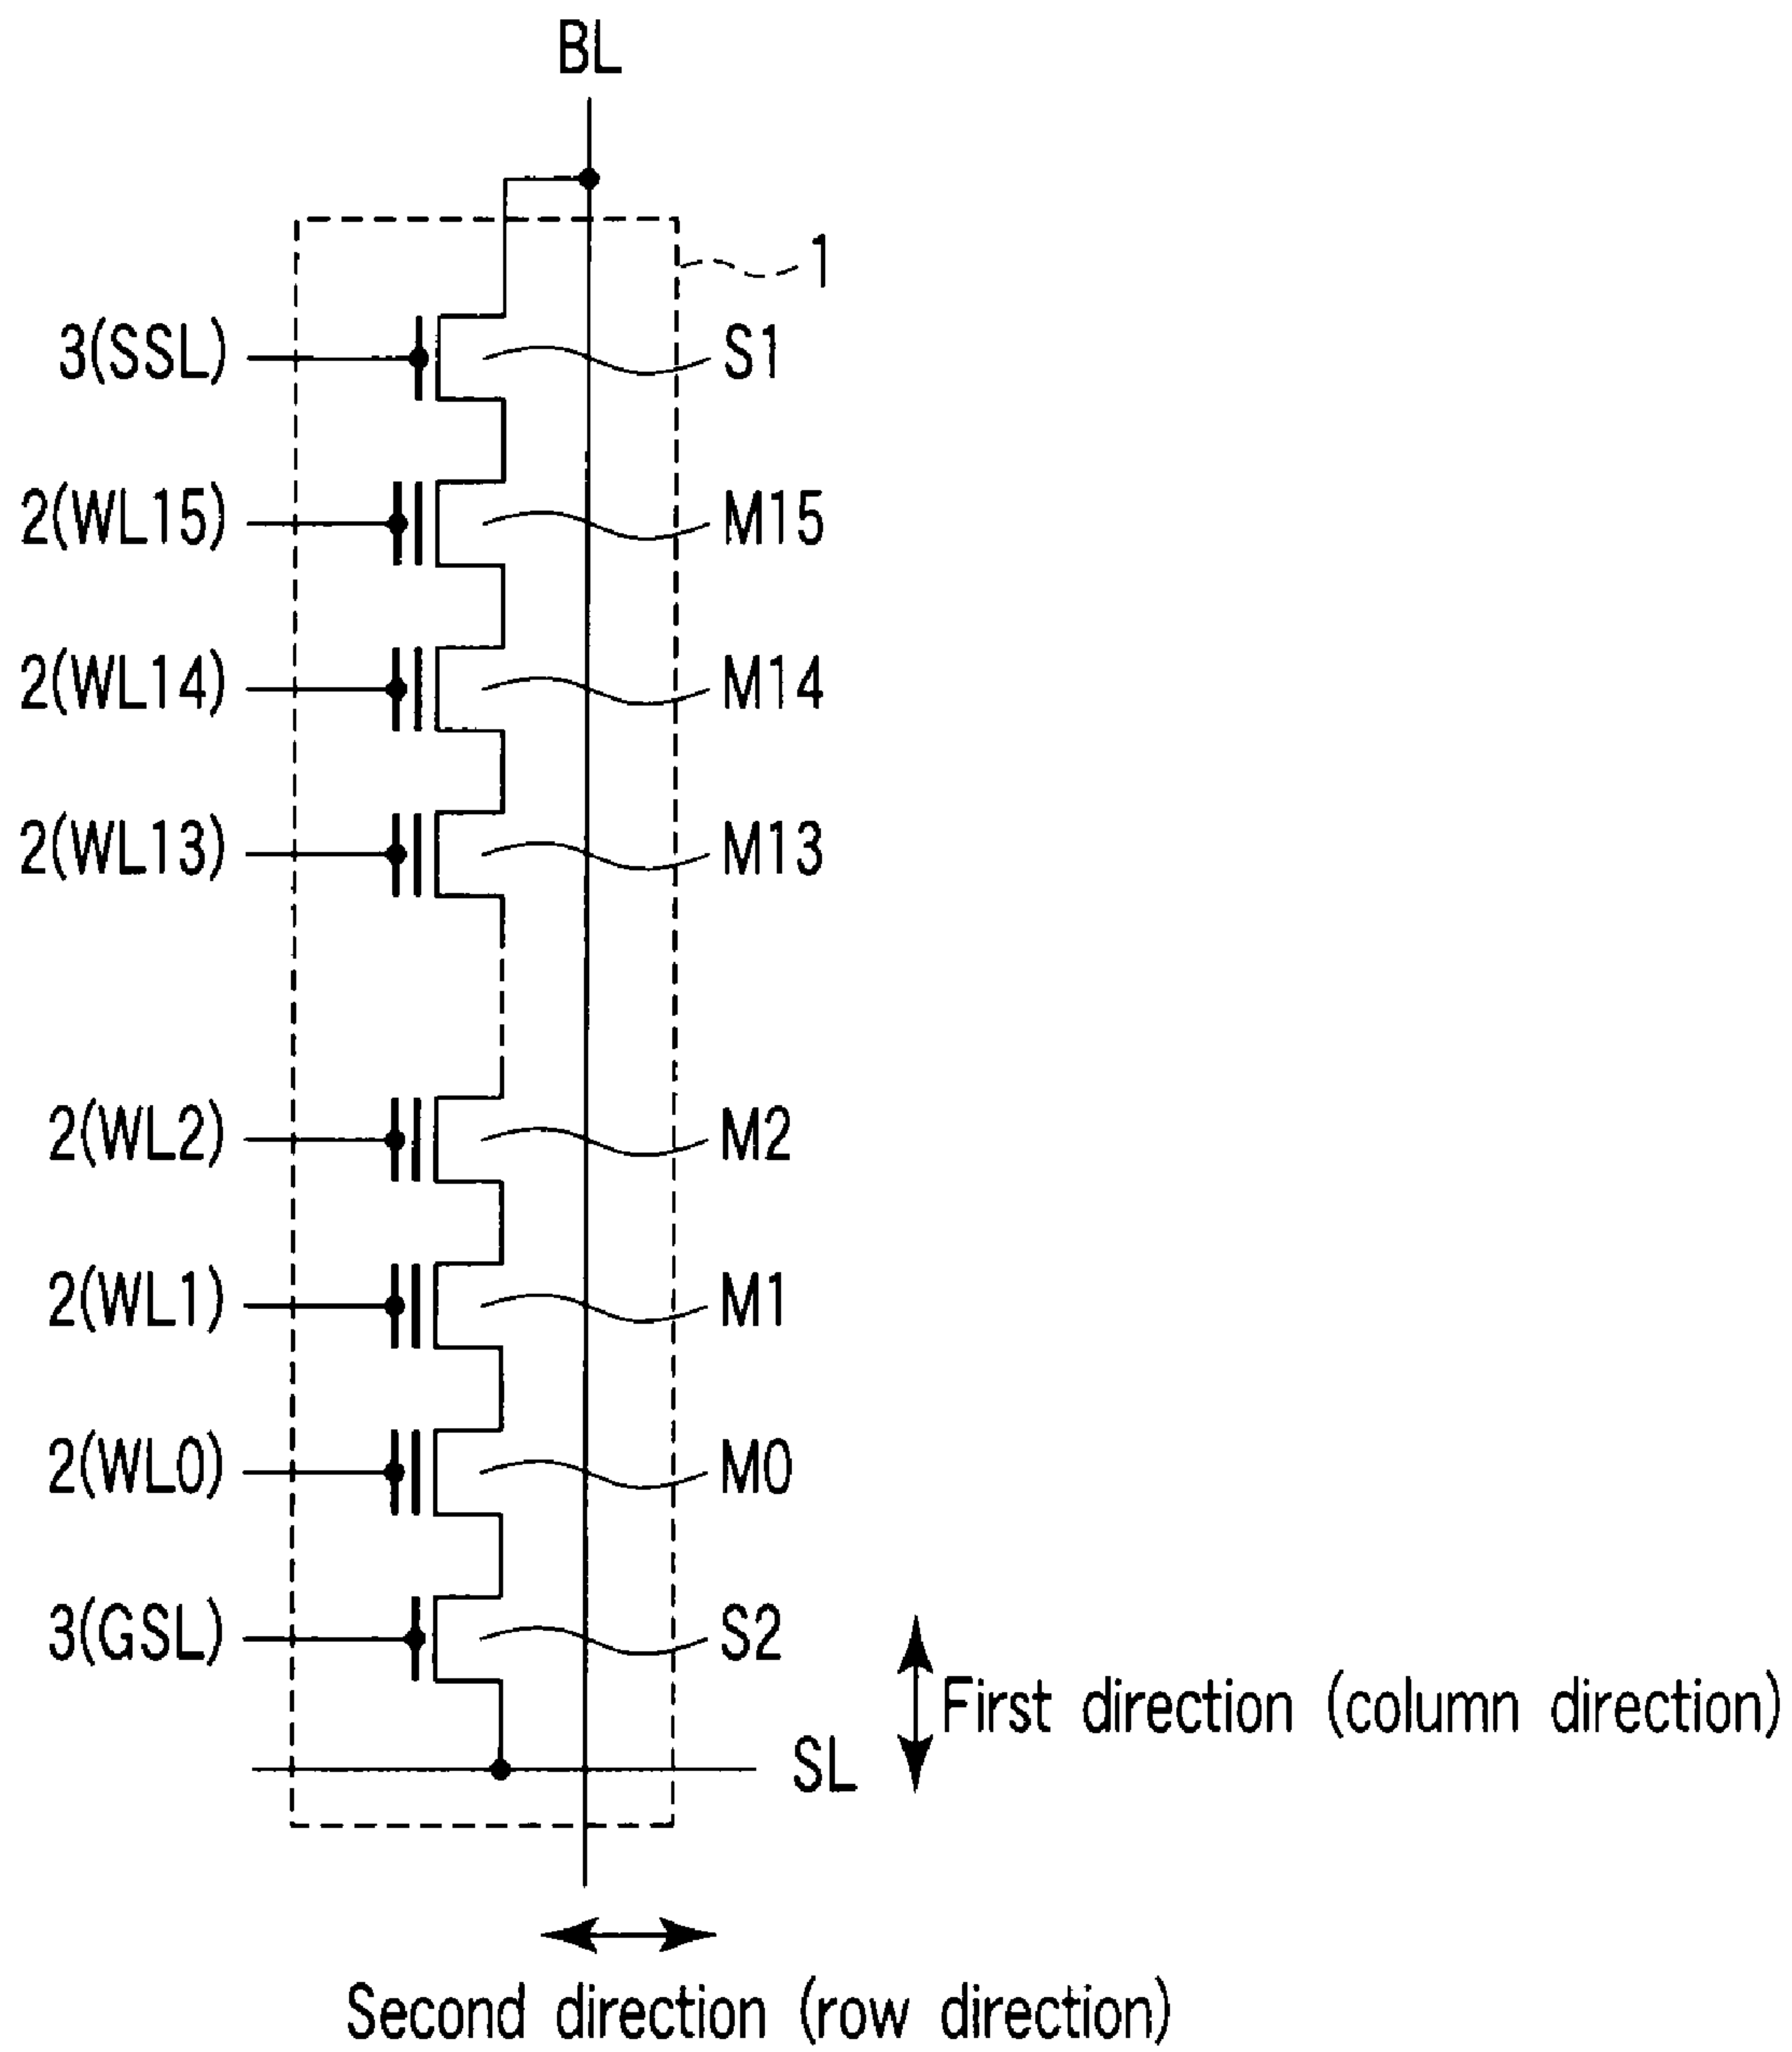 BL
1
3(SSL) S1
2(WL15) M15
2(WL14) M14
2(WL13) M13
2(WL2) M2
2(WL1) M1
2(WL0) M0
3(GSL) S2
First direction (column direction)
SL
Second direction (row direction)